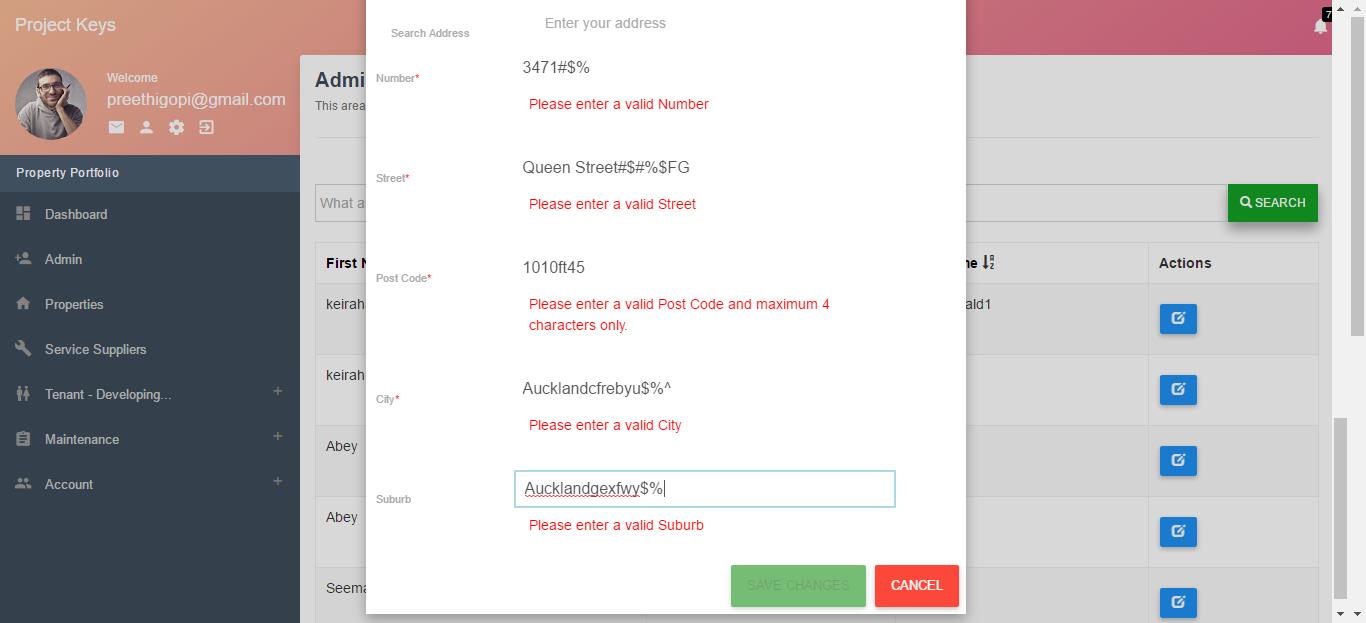 Project Keys
7
Welcome
preethigopi@gmail.com
Property Portfolio
Dashboard
Admin
Properties
Service Suppliers
Tenant - Developing...
+
Maintenance
+
Account
+
Admi
This area
What a
SEARCH
First N
ne
Actions
keirah
ald1
keirah
Abey
Abey
Seema
Search Address
Enter your address
Number*
3471#$%
Please enter a valid Number
Street*
Queen Street#$#%$FG
Please enter a valid Street
Post Code*
1010ft45
Please enter a valid Post Code and maximum 4
characters only.
City*
Aucklandcfrebyu$%^
Please enter a valid City
Suburb
Aucklandgexfwy$%
Please enter a valid Suburb
SAVE CHANGES
CANCEL